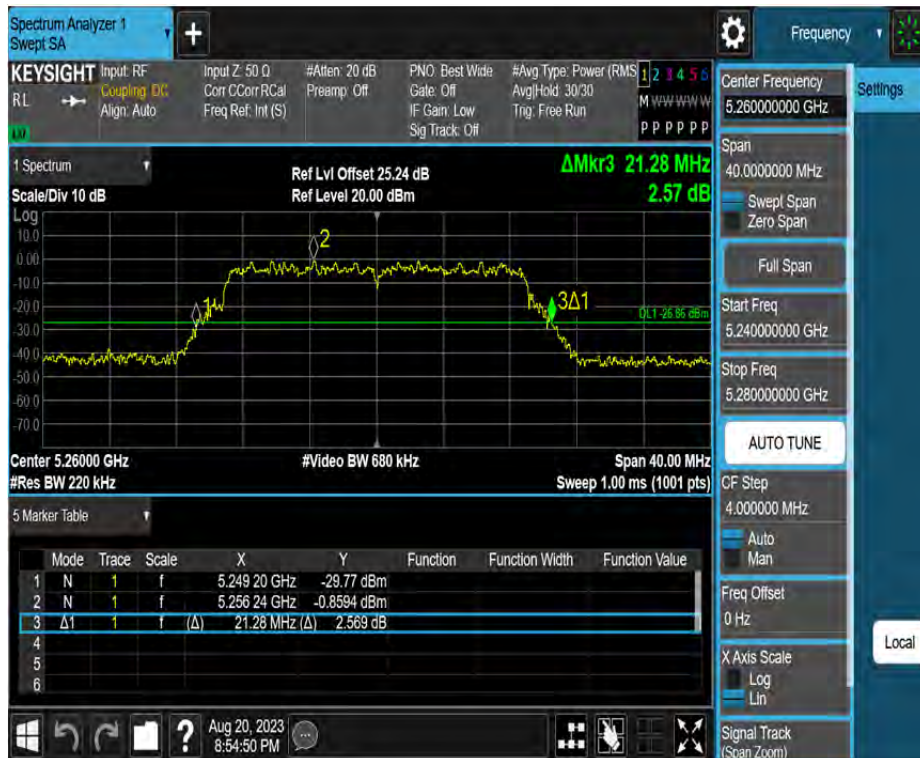 Spectrum Analyzer 1
Swept SA
+
Frequency
KEYSIGHT
RL
LXI
Input: RF
Coupling: DC
Align: Auto
Input Z: 50 Ω
Corr CCorr RCal
Freq Ref: Int (S)
#Atten: 20 dB
Preamp: Off
PNO: Best Wide
Gate: Off
IF Gain: Low
Sig Track: Off
#Avg Type: Power (RMS
Avg|Hold: 30/30
Trig: Free Run
1 2 3 4 5 6
M W W W W W
P P P P P P
Center Frequency
5.260000000 GHz
Settings
Span
40.0000000 MHz
Swept Span
Zero Span
Full Span
Start Freq
5.240000000 GHz
Stop Freq
5.280000000 GHz
AUTO TUNE
CF Step
4.000000 MHz
Auto
Man
Freq Offset
0 Hz
X Axis Scale
Log
Lin
Signal Track
(Span Zoom)
Local
1 Spectrum
Scale/Div 10 dB
Ref Lvl Offset 25.24 dB
Ref Level 20.00 dBm
ΔMkr3 21.28 MHz
2.57 dB
Log
10.0
0.00
-10.0
-20.0
-30.0
-40.0
-50.0
-60.0
-70.0
1
2
3Δ1
DL1 -26.86 dBm
Center 5.26000 GHz
#Video BW 680 kHz
Span 40.00 MHz
#Res BW 220 kHz
Sweep 1.00 ms (1001 pts)
5 Marker Table
Mode Trace Scale X Y Function Function Width Function Value
1 N 1 f 5.249 20 GHz -29.77 dBm
2 N 1 f 5.256 24 GHz -0.8594 dBm
3 Δ1 1 f (Δ) 21.28 MHz (Δ) 2.569 dB
4
5
6
?
Aug 20, 2023
8:54:50 PM